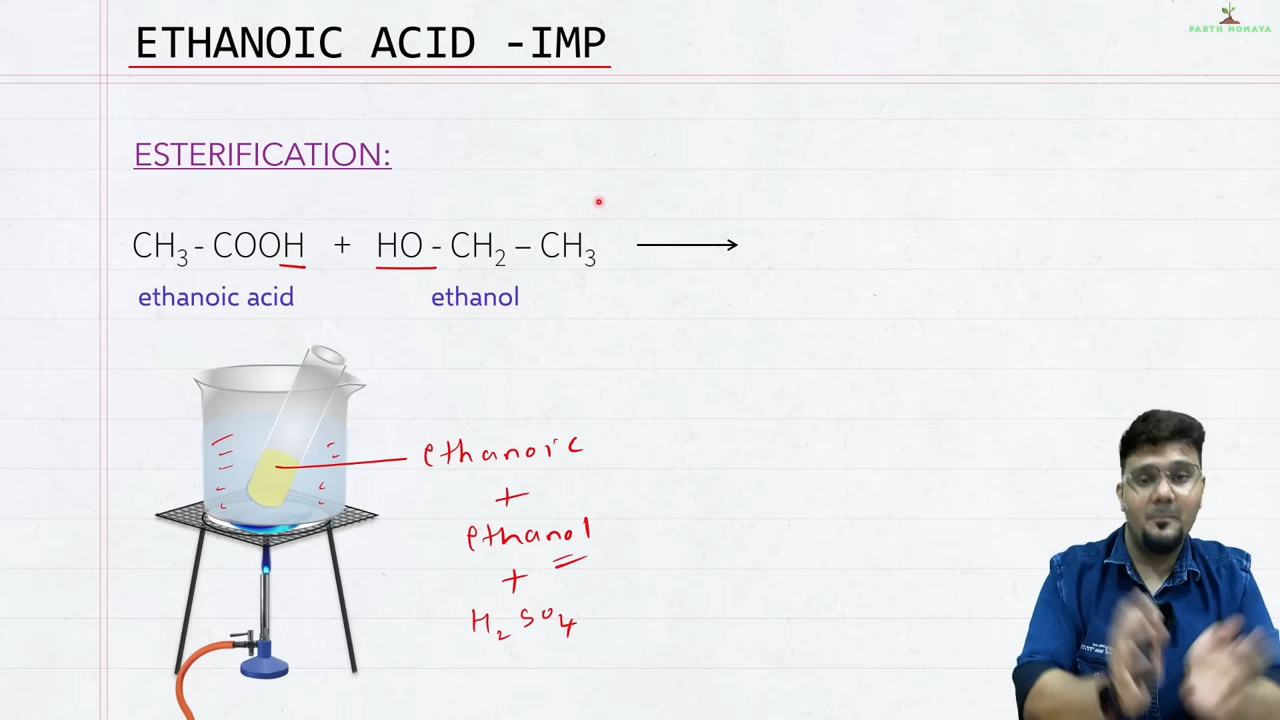 PARTH MOMAYA
ETHANOIC ACID -IMP
ESTERIFICATION:
CH₃ - COOH + HO - CH₂ – CH₃ ⟶
ethanoic acid ethanol
ethanoic
+
ethanol
+
H₂SO₄